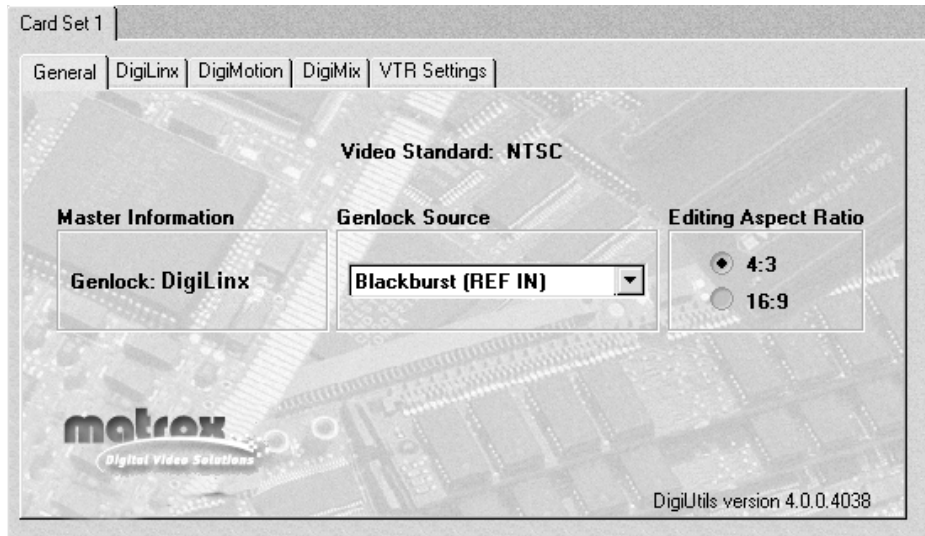 Card Set 1
General DigiLinx DigiMotion DigiMix VTR Settings
Video Standard: NTSC
Master Information
Genlock: DigiLinx
Genlock Source
Blackburst (REF IN)
Editing Aspect Ratio
4:3
16:9
matrox
Digital Video Solutions
DigiUtils version 4.0.0.4038